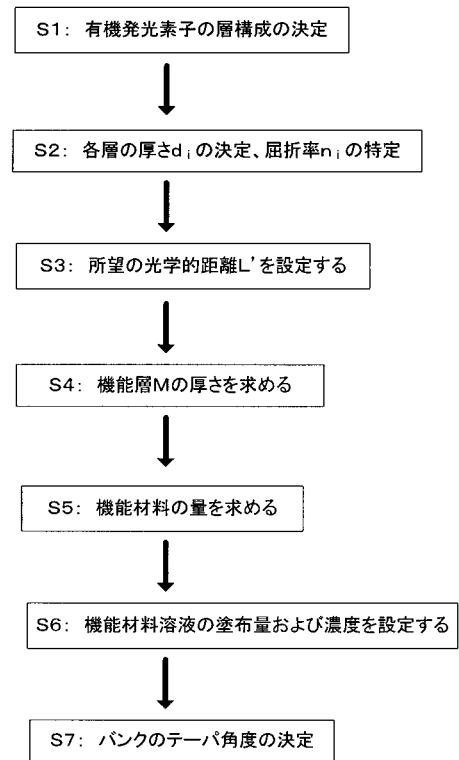 S1: 有機発光素子の層構成の決定
S2: 各層の厚さdiの決定、屈折率niの特定
S3: 所望の光学的距離L'を設定する
S4: 機能層Mの厚さを求める
S5: 機能材料の量を求める
S6: 機能材料溶液の塗布量および濃度を設定する
S7: バンクのテーパ角度の決定